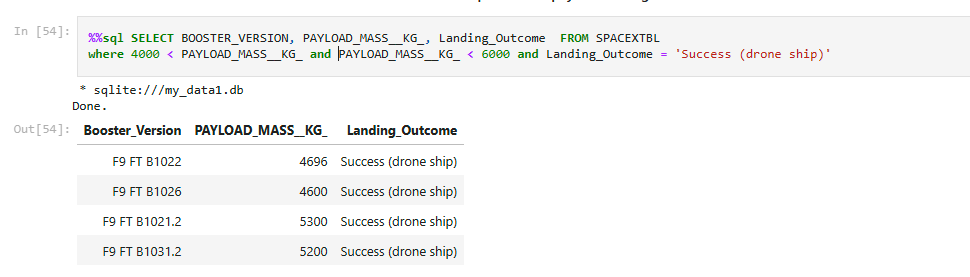 In [54]:
%%sql SELECT BOOSTER_VERSION, PAYLOAD_MASS__KG_, Landing_Outcome  FROM SPACEXTBL
where 4000 < PAYLOAD_MASS__KG_ and PAYLOAD_MASS__KG_ < 6000 and Landing_Outcome = 'Success (drone ship)'
* sqlite:///my_data1.db
Done.
Out[54]:
Booster_Version PAYLOAD_MASS__KG_ Landing_Outcome
F9 FT B1022 4696 Success (drone ship)
F9 FT B1026 4600 Success (drone ship)
F9 FT B1021.2 5300 Success (drone ship)
F9 FT B1031.2 5200 Success (drone ship)